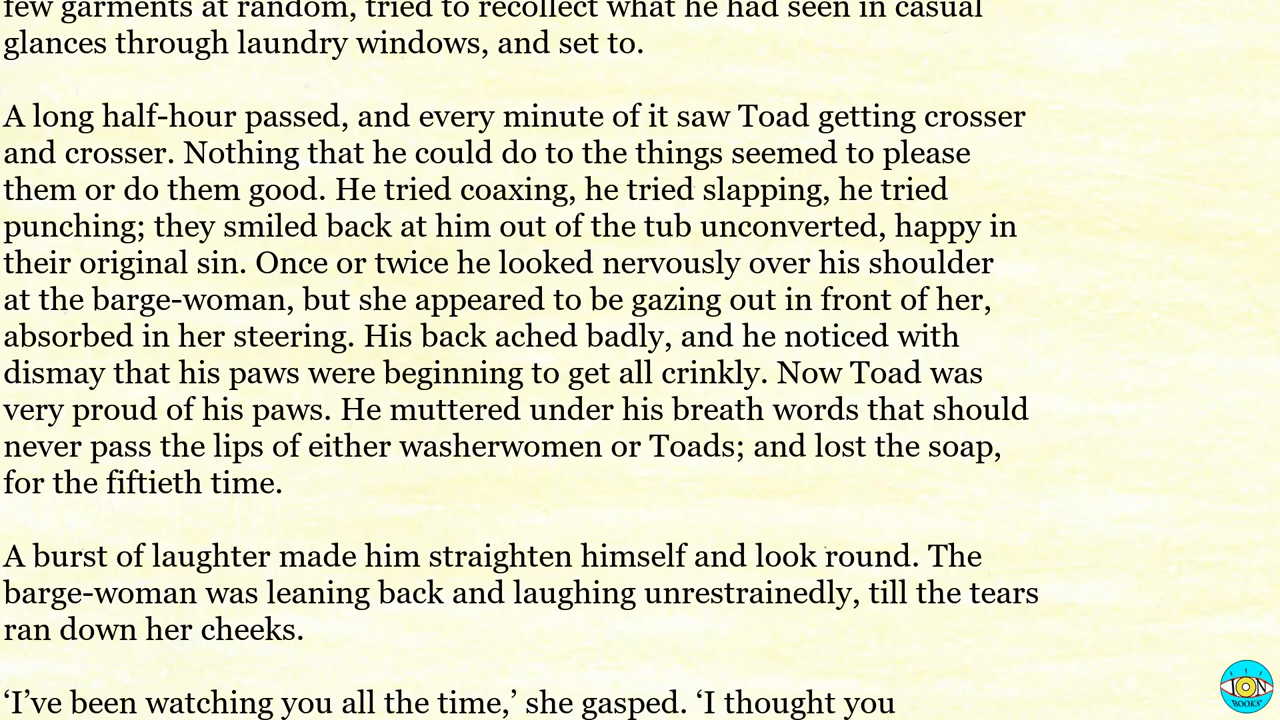 few garments at random, tried to recollect what he had seen in casual
glances through laundry windows, and set to.
A long half-hour passed, and every minute of it saw Toad getting crosser
and crosser. Nothing that he could do to the things seemed to please
them or do them good. He tried coaxing, he tried slapping, he tried
punching; they smiled back at him out of the tub unconverted, happy in
their original sin. Once or twice he looked nervously over his shoulder
at the barge-woman, but she appeared to be gazing out in front of her,
absorbed in her steering. His back ached badly, and he noticed with
dismay that his paws were beginning to get all crinkly. Now Toad was
very proud of his paws. He muttered under his breath words that should
never pass the lips of either washerwomen or Toads; and lost the soap,
for the fiftieth time.
A burst of laughter made him straighten himself and look round. The
barge-woman was leaning back and laughing unrestrainedly, till the tears
ran down her cheeks.
‘I’ve been watching you all the time,’ she gasped. ‘I thought you
ION
BOOKS